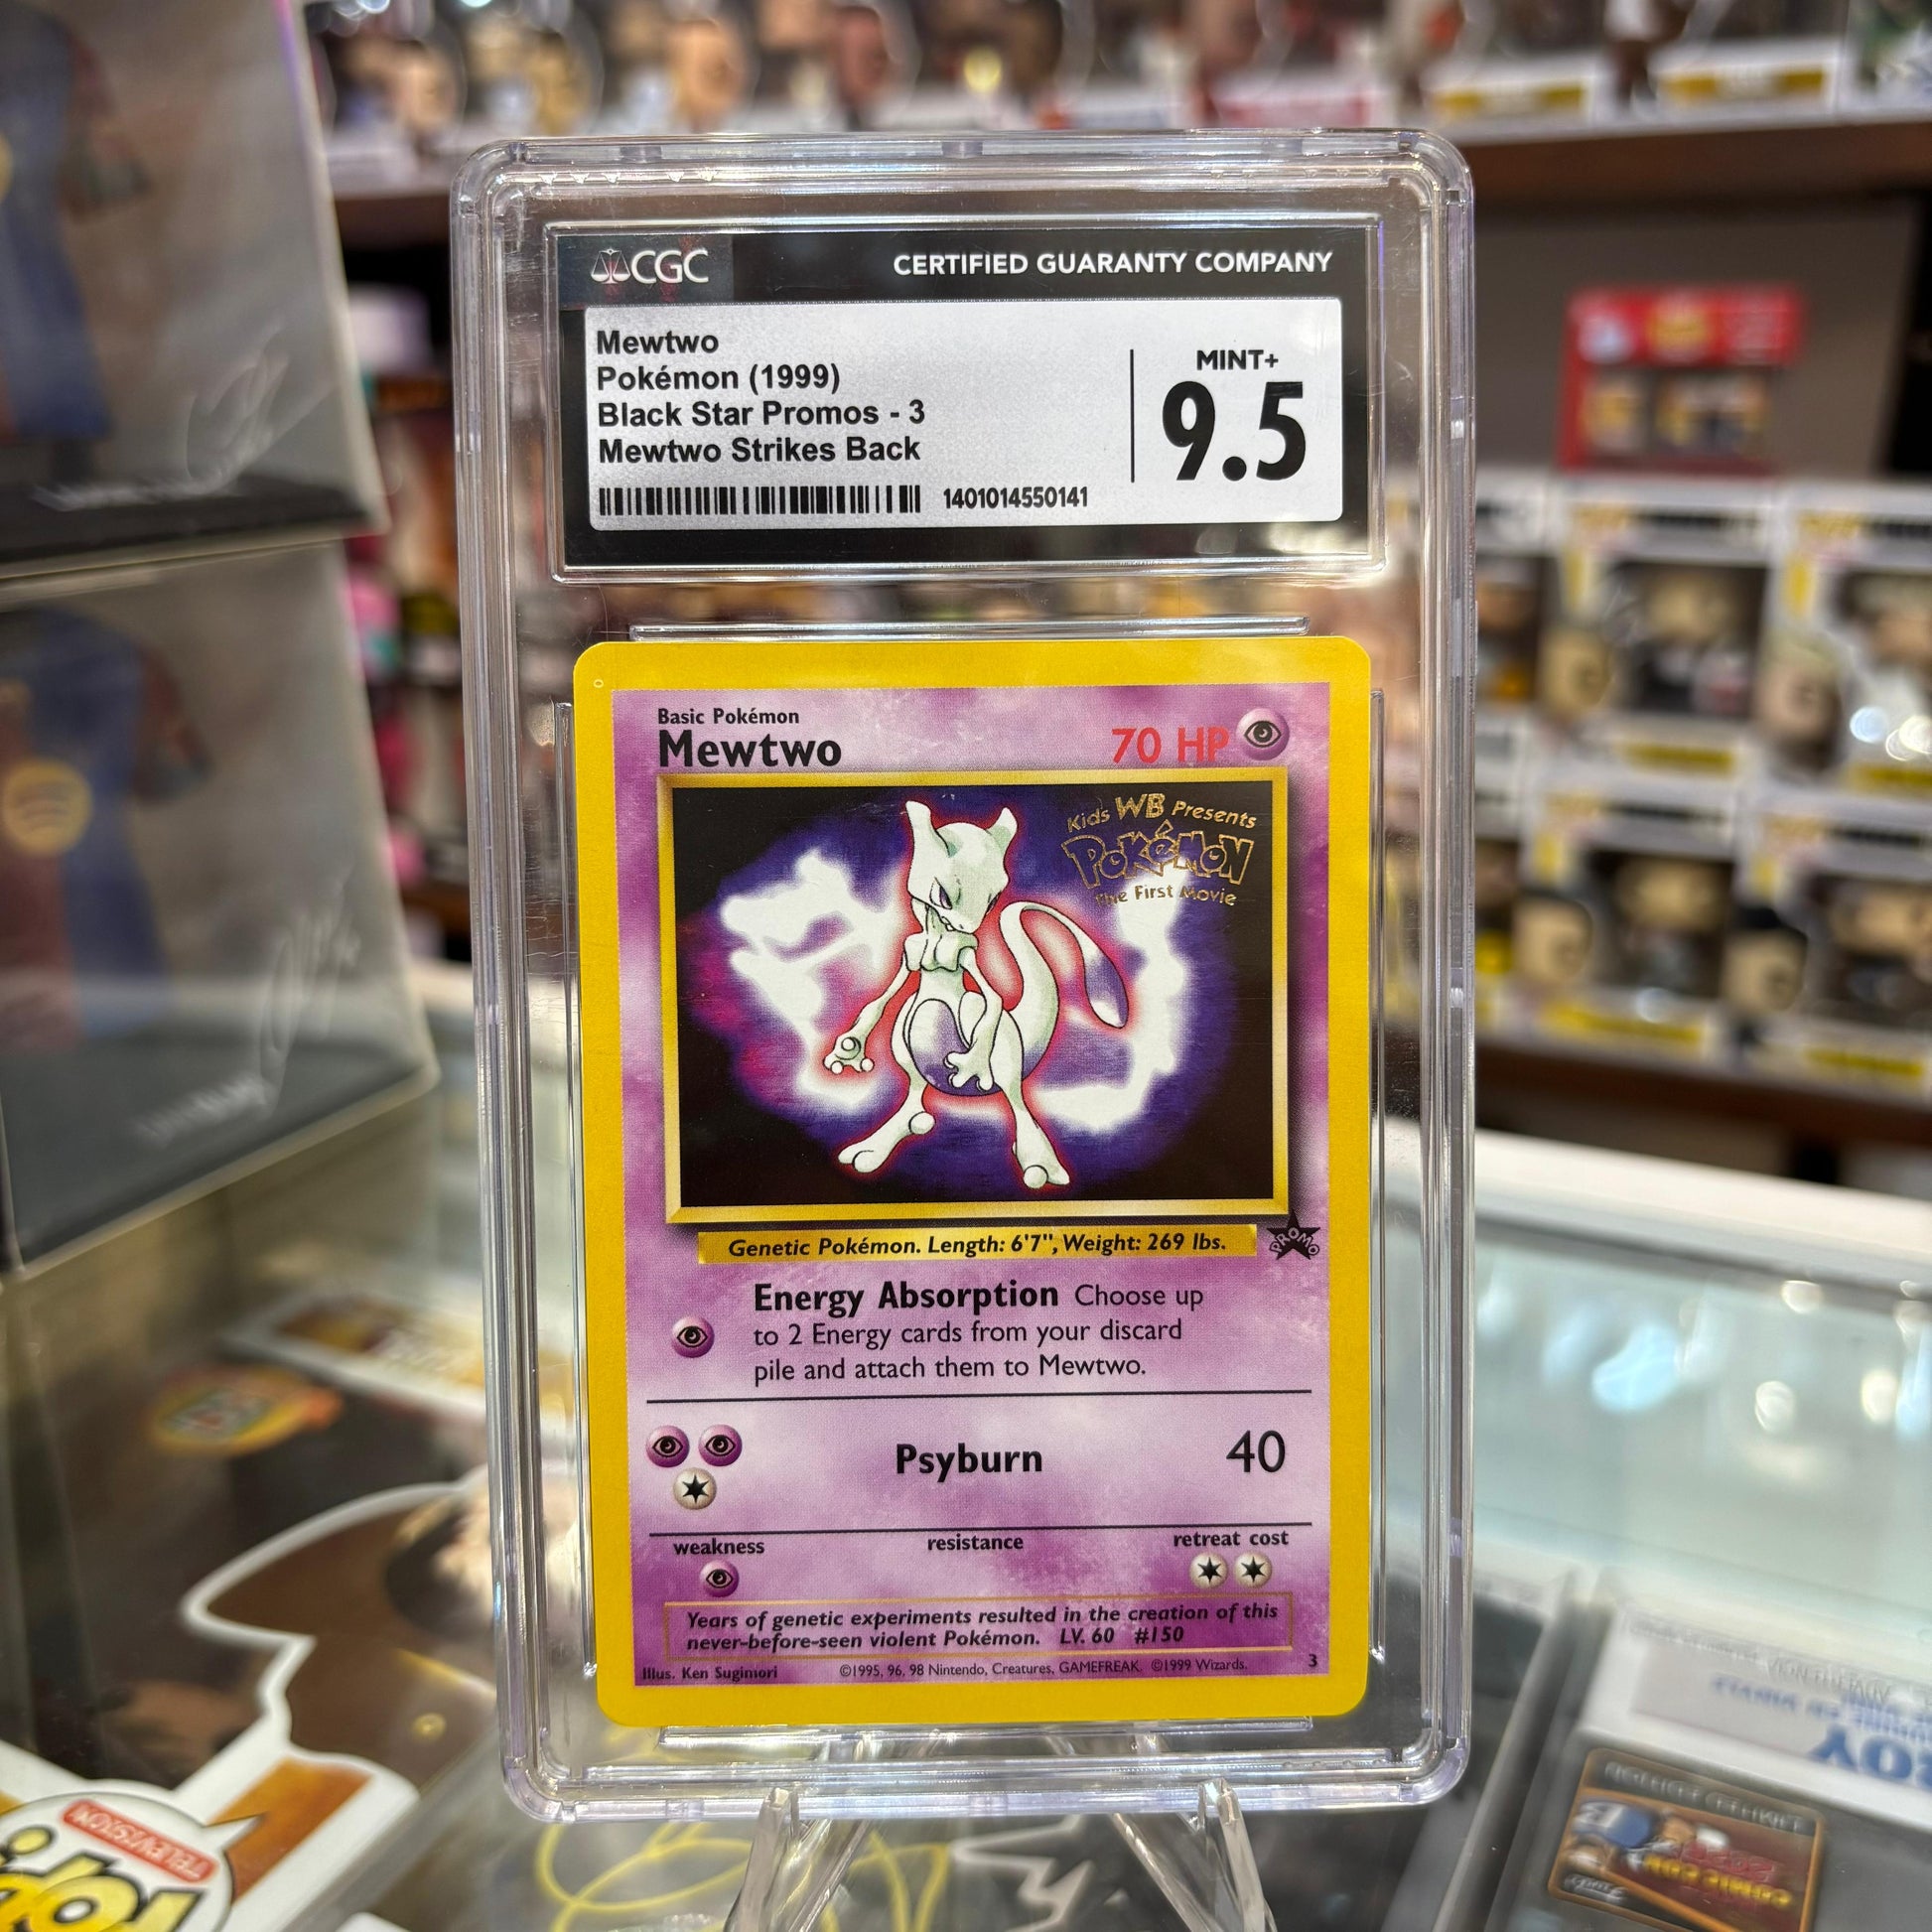 CGC
CERTIFIED GUARANTY COMPANY
Mewtwo
Pokémon (1999)
Black Star Promos - 3
Mewtwo Strikes Back
1401014550141
MINT+
9.5
Basic Pokémon
Mewtwo
70 HP
Kids WB Presents
POKéMON
The First Movie
Genetic Pokémon. Length: 6'7", Weight: 269 lbs.
PROMO
Energy Absorption Choose up
to 2 Energy cards from your discard
pile and attach them to Mewtwo.
Psyburn 40
weakness resistance retreat cost
Years of genetic experiments resulted in the creation of this
never-before-seen violent Pokémon. LV. 60 #150
Illus. Ken Sugimori ©1995, 96, 98 Nintendo, Creatures, GAMEFREAK. ©1999 Wizards. 3
TELEVISION
POP!